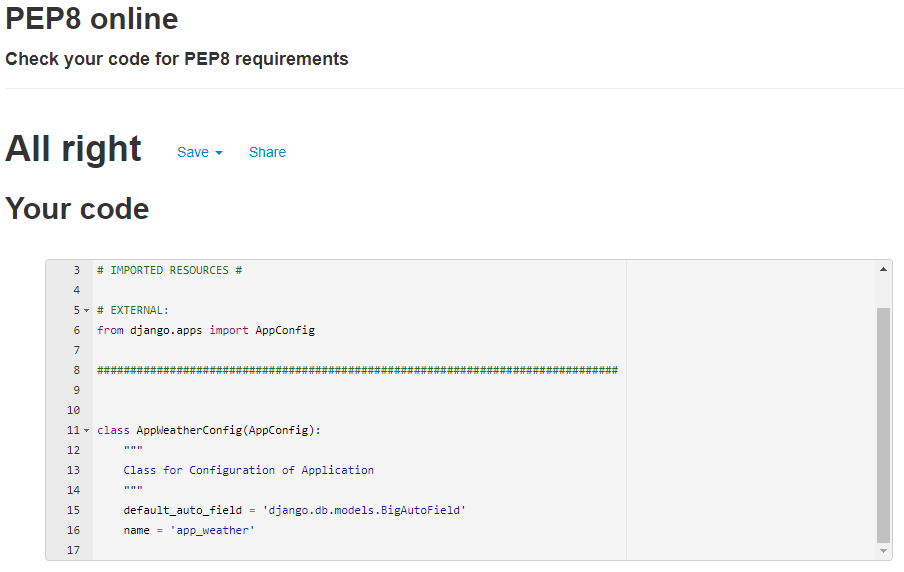 PEP8 online
Check your code for PEP8 requirements
All right Save Share
Your code
3 # IMPORTED RESOURCES #
4
5 # EXTERNAL:
6 from django.apps import AppConfig
7
8 ###############################################################################
9
10
11 class AppWeatherConfig(AppConfig):
12 """
13 Class for Configuration of Application
14 """
15 default_auto_field = 'django.db.models.BigAutoField'
16 name = 'app_weather'
17